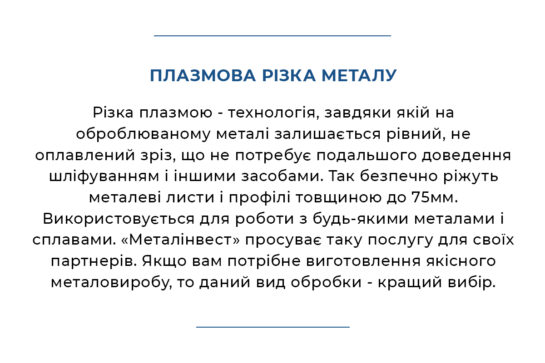 ПЛАЗМОВА РІЗКА МЕТАЛУ
Різка плазмою - технологія, завдяки якій на
оброблюваному металі залишається рівний, не
оплавлений зріз, що не потребує подальшого доведення
шліфуванням і іншими засобами. Так безпечно ріжуть
металеві листи і профілі товщиною до 75мм.
Використовується для роботи з будь-якими металами і
сплавами. «Металінвест» просуває таку послугу для своїх
партнерів. Якщо вам потрібне виготовлення якісного
металовиробу, то даний вид обробки - кращий вибір.